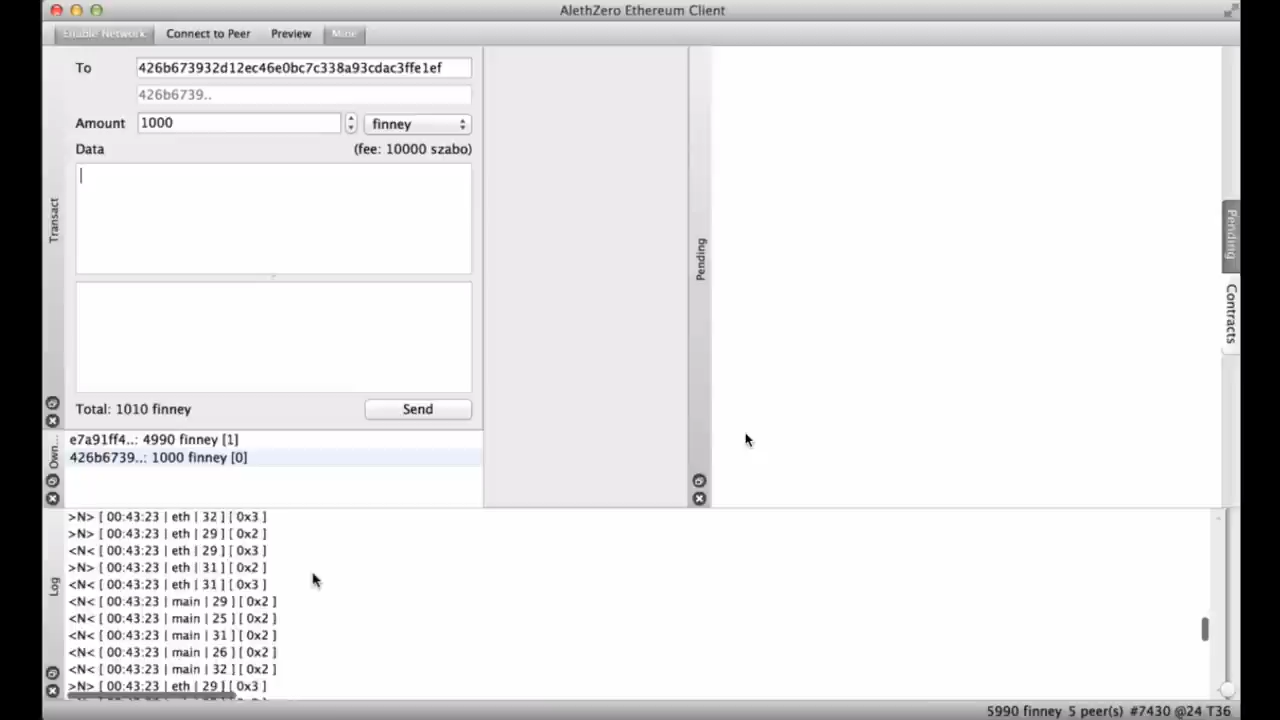 AlethZero Ethereum Client
Enable Network Connect to Peer Preview Mine
To 426b673932d12ec46e0bc7c338a93cdac3ffe1ef
426b6739..
Amount 1000 finney
Data (fee: 10000 szabo)
Transact
Total: 1010 finney Send
Pending
Pending
Contracts
Own...
e7a91ff4..: 4990 finney [1]
426b6739..: 1000 finney [0]
Log
>N> [ 00:43:23 | eth | 32 ] [ 0x3 ]
>N> [ 00:43:23 | eth | 29 ] [ 0x2 ]
<N< [ 00:43:23 | eth | 29 ] [ 0x3 ]
>N> [ 00:43:23 | eth | 31 ] [ 0x2 ]
<N< [ 00:43:23 | eth | 31 ] [ 0x3 ]
<N< [ 00:43:23 | main | 29 ] [ 0x2 ]
<N< [ 00:43:23 | main | 25 ] [ 0x2 ]
<N< [ 00:43:23 | main | 31 ] [ 0x2 ]
<N< [ 00:43:23 | main | 26 ] [ 0x2 ]
<N< [ 00:43:23 | main | 32 ] [ 0x2 ]
>N> [ 00:43:23 | eth | 29 ] [ 0x3 ]
5990 finney 5 peer(s) #7430 @24 T36